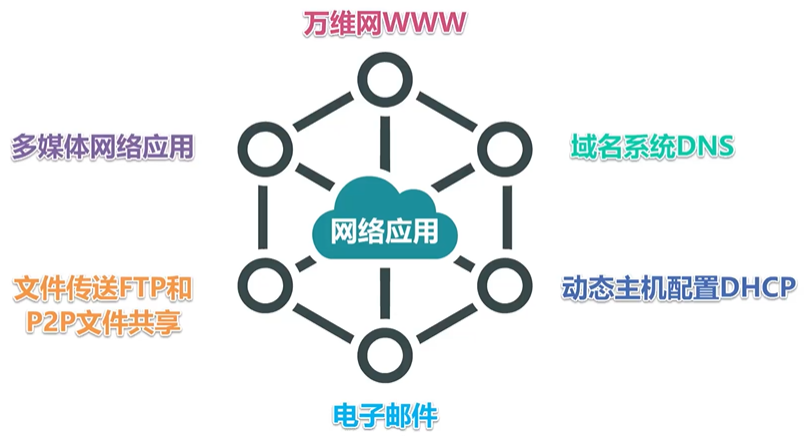 万维网WWW
多媒体网络应用
域名系统DNS
网络应用
文件传送FTP和
P2P文件共享
动态主机配置DHCP
电子邮件